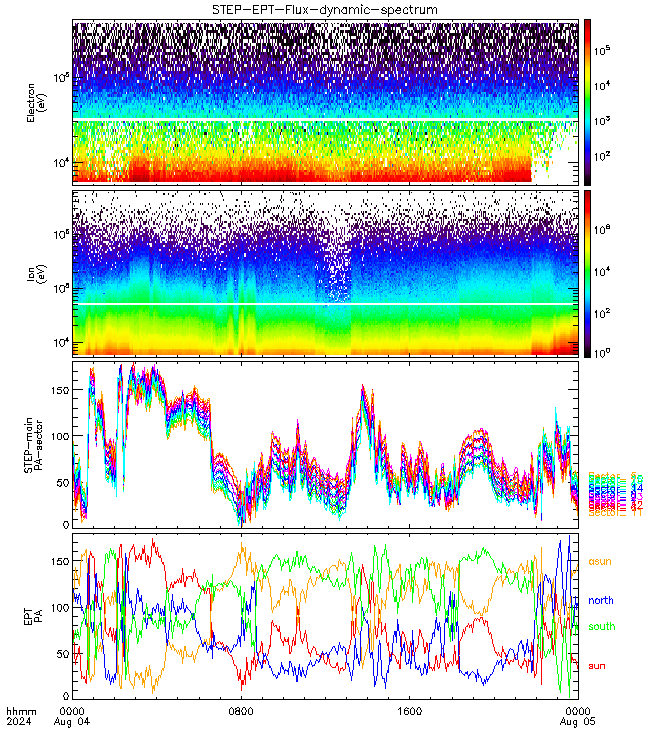 STEP-EPT-Flux-dynamic-spectrum
Electron
(eV)
10⁵
10⁴
10⁵
10⁴
10³
10²
Ion
(eV)
10⁶
10⁵
10⁴
10⁶
10⁴
10²
10⁰
STEP-main
PA-sector
150
100
50
0
EPT
PA
150
100
50
0
asun
north
south
sun
hhmm
2024
0000
0800
1600
0000
Aug 04
Aug 05